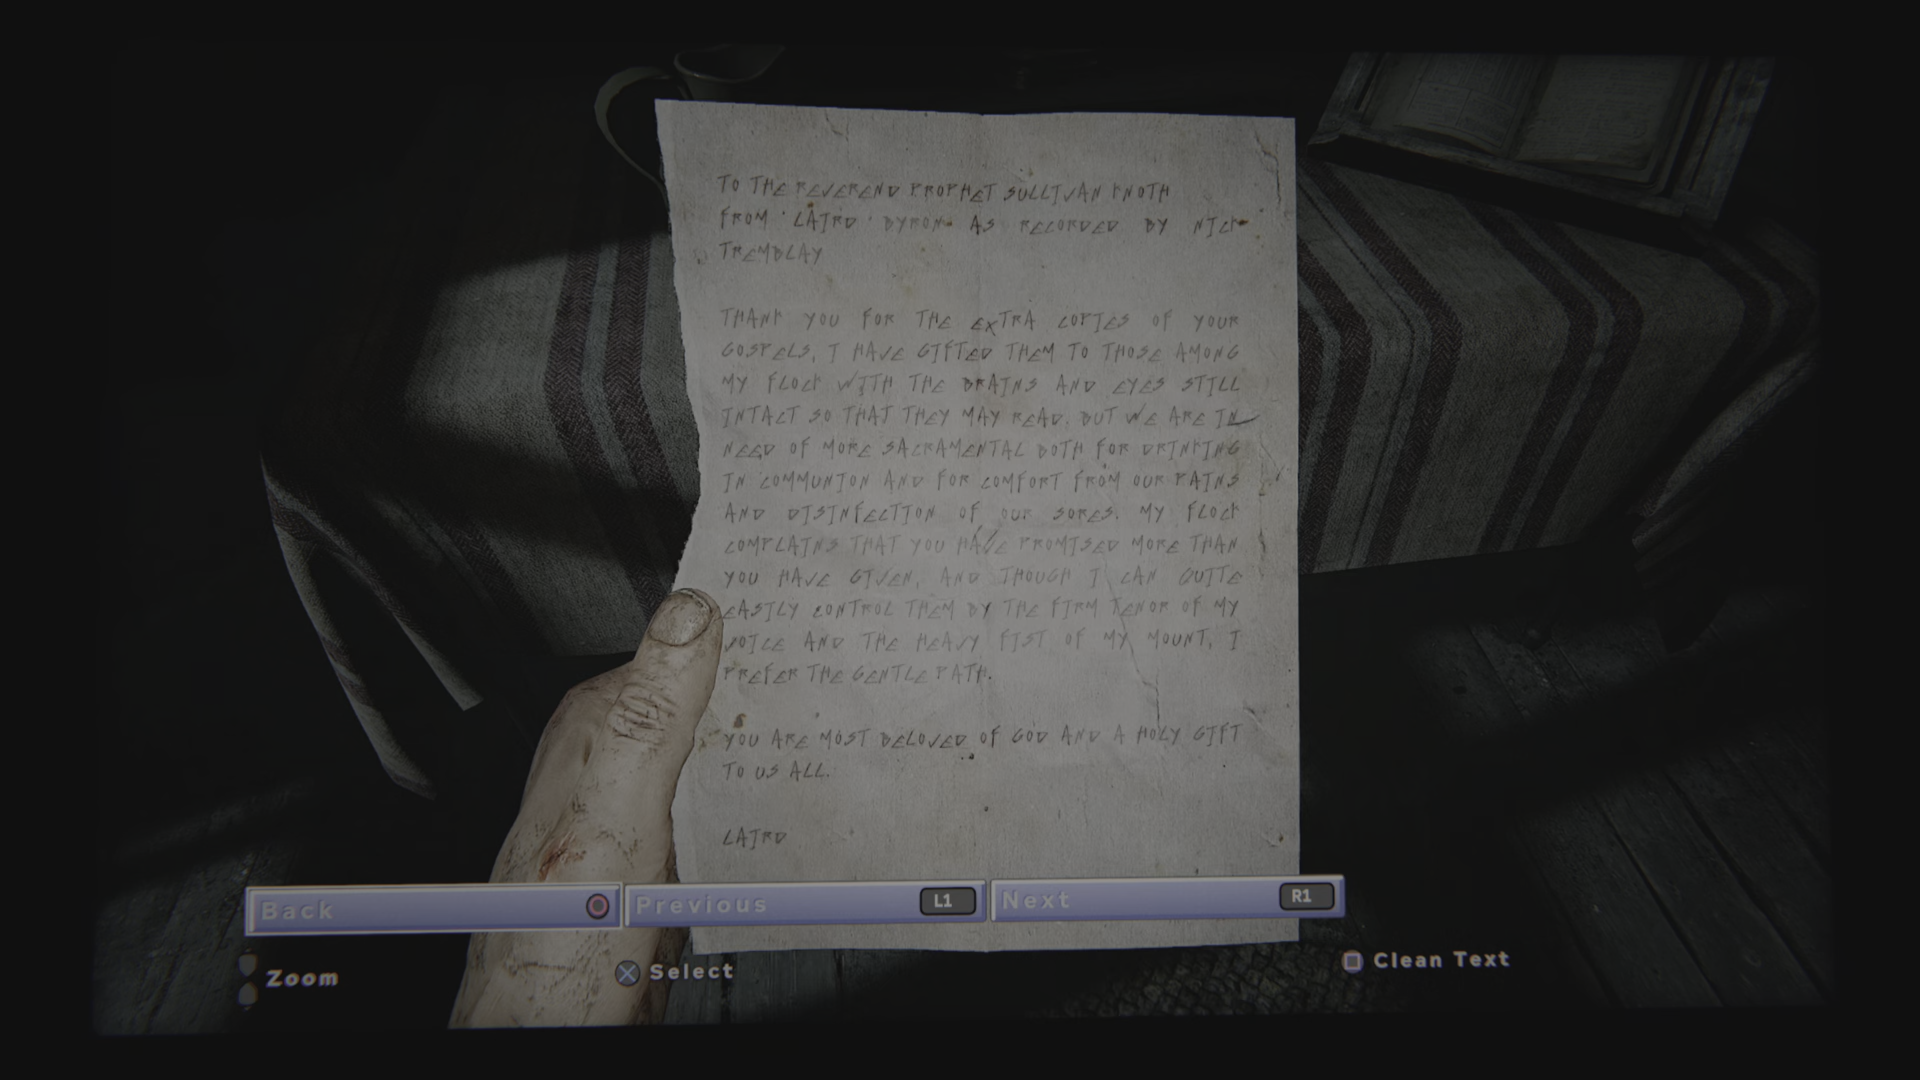 TO THE REVEREND PROPHET SULLIVAN KNOTH
FROM "LAIRD" BYRON AS RECORDED BY NICK
TREMBLAY
THANK YOU FOR THE EXTRA COPIES OF YOUR
GOSPELS, I HAVE GIFTED THEM TO THOSE AMONG
MY FLOCK WITH THE BRAINS AND EYES STILL
INTACT SO THAT THEY MAY READ. BUT WE ARE IN
NEED OF MORE SACRAMENTAL BOTH FOR DRINKING
IN COMMUNION AND FOR COMFORT FROM OUR PAINS
AND DISINFECTION OF OUR SORES. MY FLOCK
COMPLAINS THAT YOU HAVE PROMISED MORE THAN
YOU HAVE GIVEN, AND THOUGH I CAN QUITE
EASILY CONTROL THEM BY THE FIRM TENOR OF MY
VOICE AND THE HEAVY FIST OF MY MOUNT, I
PREFER THE GENTLE PATH.
YOU ARE MOST BELOVED OF GOD AND A HOLY GIFT
TO US ALL.
LAIRD
Back
Previous L1
Next R1
Zoom
Select
Clean Text